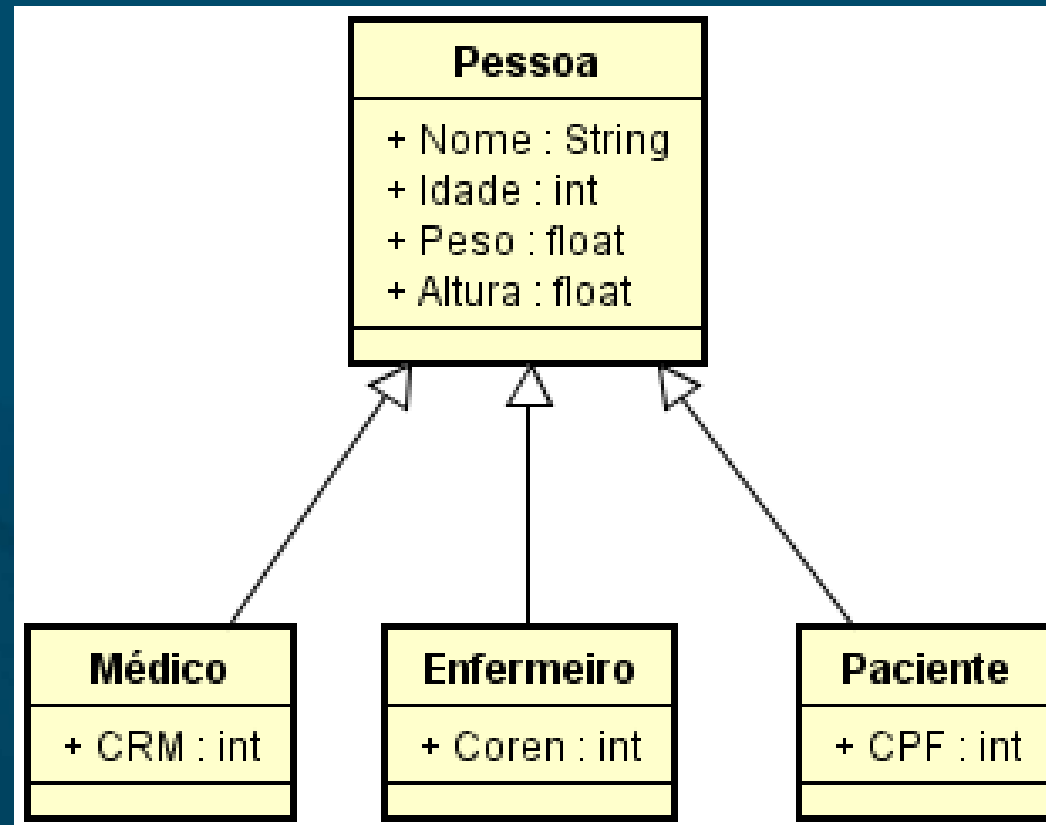 Pessoa
+ Nome : String
+ Idade : int
+ Peso : float
+ Altura : float
Médico
+ CRM : int
Enfermeiro
+ Coren : int
Paciente
+ CPF : int